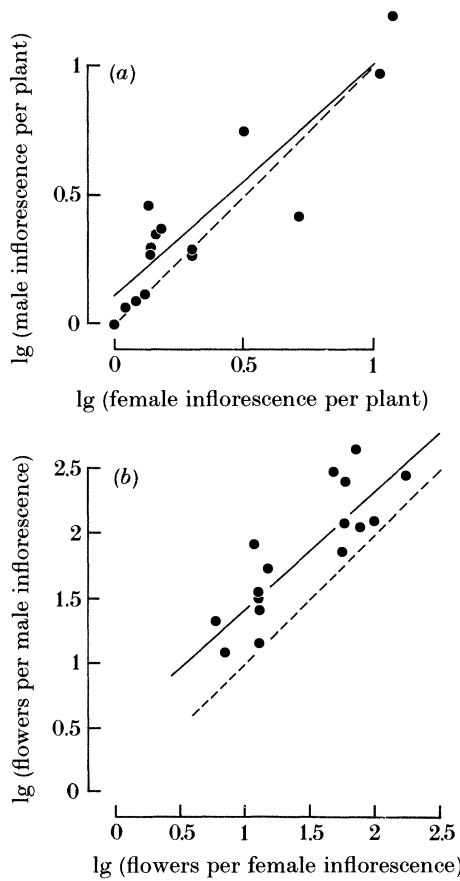 lg (male inflorescence per plant)
(a)
1
0.5
0
0 0.5 1
lg (female inflorescence per plant)
lg (flowers per male inflorescence)
(b)
2.5
2
1.5
1
0.5
0
0 0.5 1 1.5 2 2.5
lg (flowers per female inflorescence)